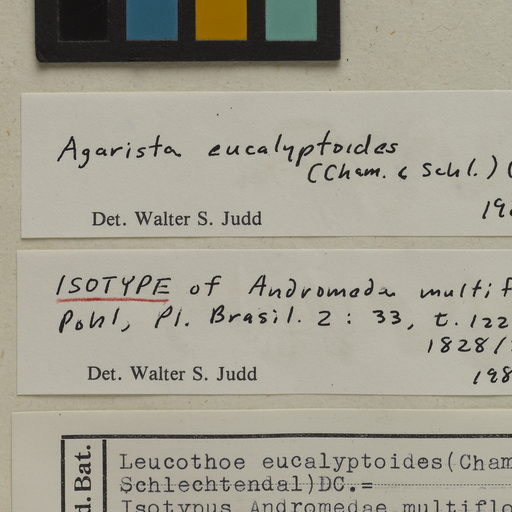 Agarista eucalyptoides
(Cham. & Schl.) (
Det. Walter S. Judd
ISOTYPE of Andromeda multif
Pohl, Pl. Brasil. 2 : 33, t. 122
1828/
Det. Walter S. Judd
198
d. Bat.
Leucothoe eucalyptoides(Cham
Schlechtendal)DC.=
Isotypus Andromedae multiflo